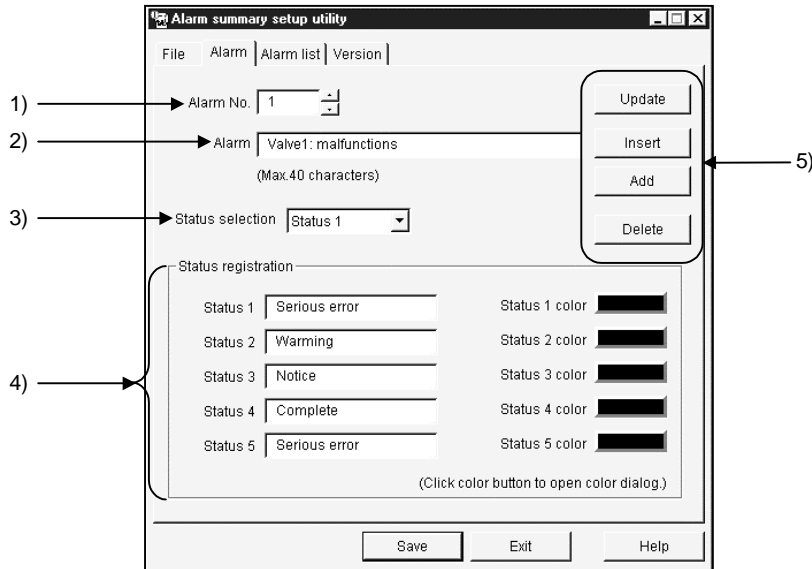 Alarm summary setup utility
File Alarm Alarm list Version
1) Alarm No. 1 Update
2) Alarm Valve1: malfunctions Insert 5)
(Max.40 characters) Add
3) Status selection Status 1 Delete
4) Status registration
Status 1 Serious error Status 1 color
Status 2 Warming Status 2 color
Status 3 Notice Status 3 color
Status 4 Complete Status 4 color
Status 5 Serious error Status 5 color
(Click color button to open color dialog.)
Save Exit Help